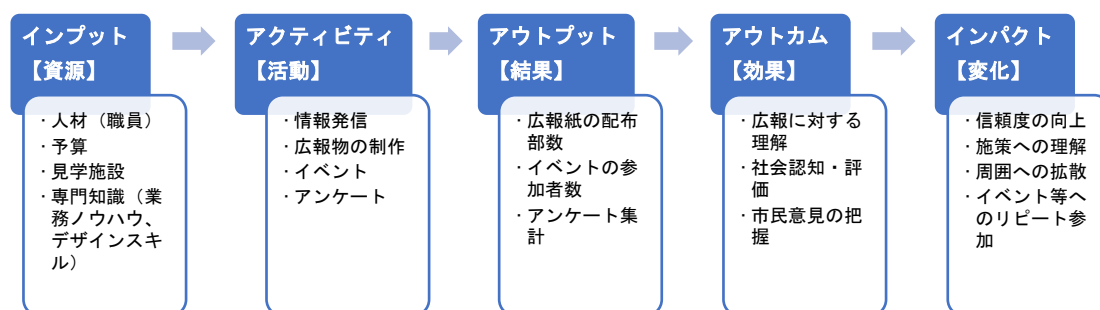 インプット
【資源】
・人材（職員）
・予算
・見学施設
・専門知識（業
務ノウハウ、
デザインスキ
ル）
アクティビティ
【活動】
・情報発信
・広報物の制作
・イベント
・アンケート
アウトプット
【結果】
・広報紙の配布
部数
・イベントの参
加者数
・アンケート集
計
アウトカム
【効果】
・広報に対する
理解
・社会認知・評
価
・市民意見の把
握
インパクト
【変化】
・信頼度の向上
・施策への理解
・周囲への拡散
・イベント等へ
のリピート参
加